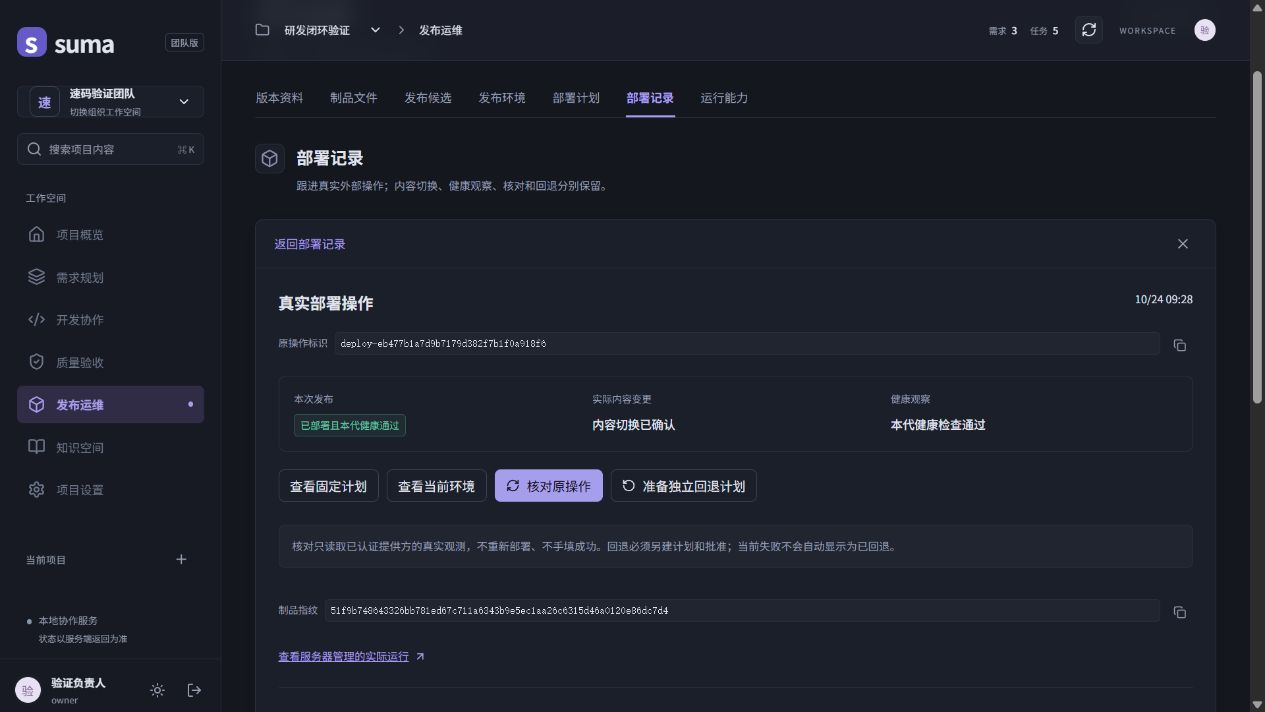 suma
团队版
速
速码验证团队
切换组织工作空间
搜索项目内容
⌘K
工作空间
项目概览
需求规划
开发协作
质量验收
发布运维
知识空间
项目设置
当前项目
本地协作服务
状态以服务端返回为准
验
验证负责人
owner
研发闭环验证
发布运维
需求 3 任务 5
WORKSPACE
验
版本资料 制品文件 发布候选 发布环境 部署计划 部署记录 运行能力
部署记录
跟进真实外部操作；内容切换、健康观察、核对和回退分别保留。
返回部署记录
真实部署操作
10/24 09:28
原操作标识 deploy-eb477b1a7d9b7179d382f7b1f0a918f6
本次发布 实际内容变更 健康观察
已部署且本代健康通过 内容切换已确认 本代健康检查通过
查看固定计划 查看当前环境 核对原操作 准备独立回退计划
核对只读取已认证提供方的真实观测，不重新部署、不手填成功。回退必须另建计划和批准；当前失败不会自动显示为已回退。
制品指纹 51f9b748643326bb781ed67c711a6343b9e5ec1aa26c6315d46a0120e86dc7d4
查看服务器管理的实际运行